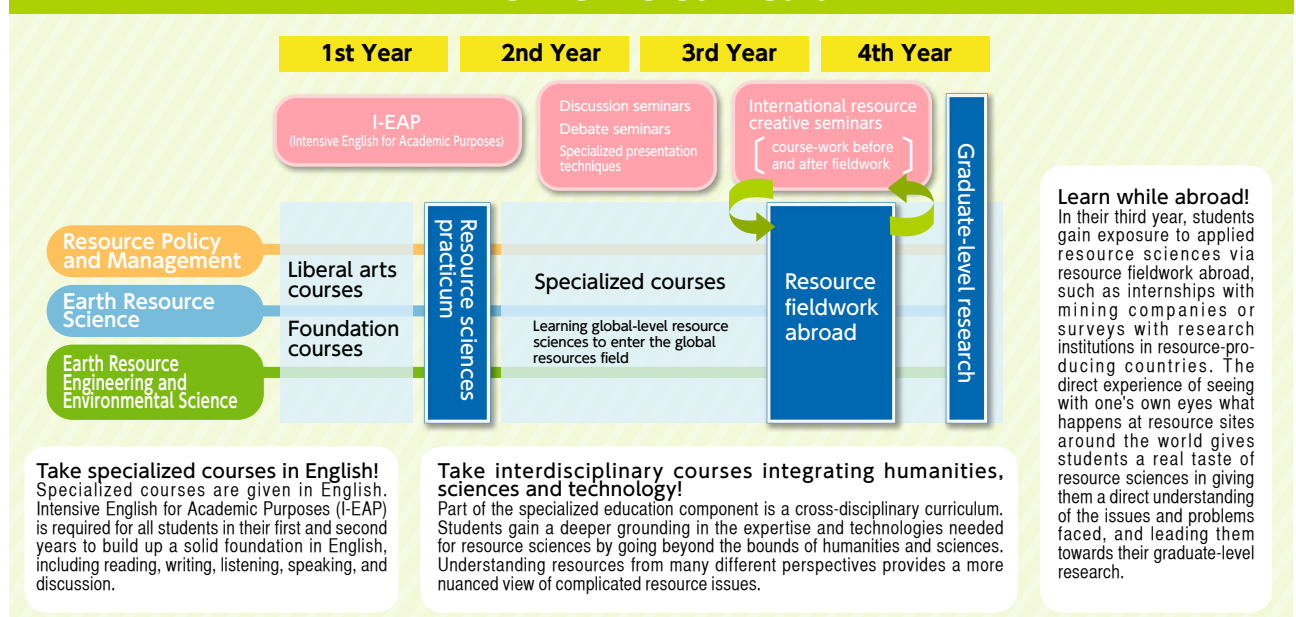 1st Year
2nd Year
3rd Year
4th Year
I-EAP
(Intensive English for Academic Purposes)
Discussion seminars
Debate seminars
Specialized presentation
techniques
International resource
creative seminars
course-work before
and after fieldwork
Graduate-level research
Resource Policy
and Management
Earth Resource
Science
Earth Resource
Engineering and
Environmental Science
Liberal arts
courses
Foundation
courses
Resource sciences
practicum
Specialized courses
Learning global-level resource
sciences to enter the global
resources field
Resource
fieldwork
abroad
Learn while abroad!
In their third year, students
gain exposure to applied
resource sciences via
resource fieldwork abroad,
such as internships with
mining companies or
surveys with research
institutions in resource-pro-
ducing countries. The
direct experience of seeing
with one's own eyes what
happens at resource sites
around the world gives
students a real taste of
resource sciences in giving
them a direct understanding
of the issues and problems
faced, and leading them
towards their graduate-level
research.
Take specialized courses in English!
Specialized courses are given in English.
Intensive English for Academic Purposes (I-EAP)
is required for all students in their first and second
years to build up a solid foundation in English,
including reading, writing, listening, speaking, and
discussion.
Take interdisciplinary courses integrating humanities,
sciences and technology!
Part of the specialized education component is a cross-disciplinary curriculum.
Students gain a deeper grounding in the expertise and technologies needed
for resource sciences by going beyond the bounds of humanities and sciences.
Understanding resources from many different perspectives provides a more
nuanced view of complicated resource issues.